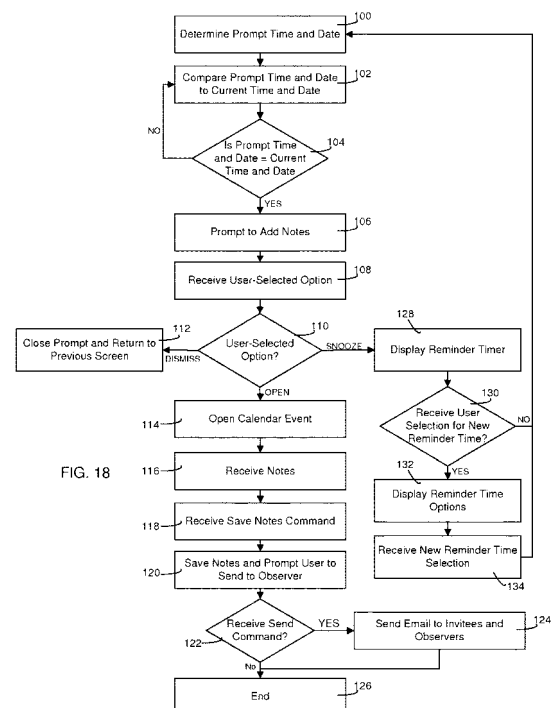 100
Determine Prompt Time and Date
102
Compare Prompt Time and Date
to Current Time and Date
NO
104
Is Prompt Time
and Date = Current
Time and Date
YES
106
Prompt to Add Notes
108
Receive User-Selected Option
112
Close Prompt and Return to
Previous Screen
DISMISS
110
User-Selected
Option?
SNOOZE
128
Display Reminder Timer
OPEN
114
Open Calendar Event
130
Receive User
Selection for New
Reminder Time?
NO
YES
FIG. 18
116
Receive Notes
132
Display Reminder Time
Options
118
Receive Save Notes Command
Receive New Reminder Time
Selection
134
120
Save Notes and Prompt User to
Send to Observer
122
Receive Send
Command?
YES
124
Send Email to Invitees and
Observers
No
126
End